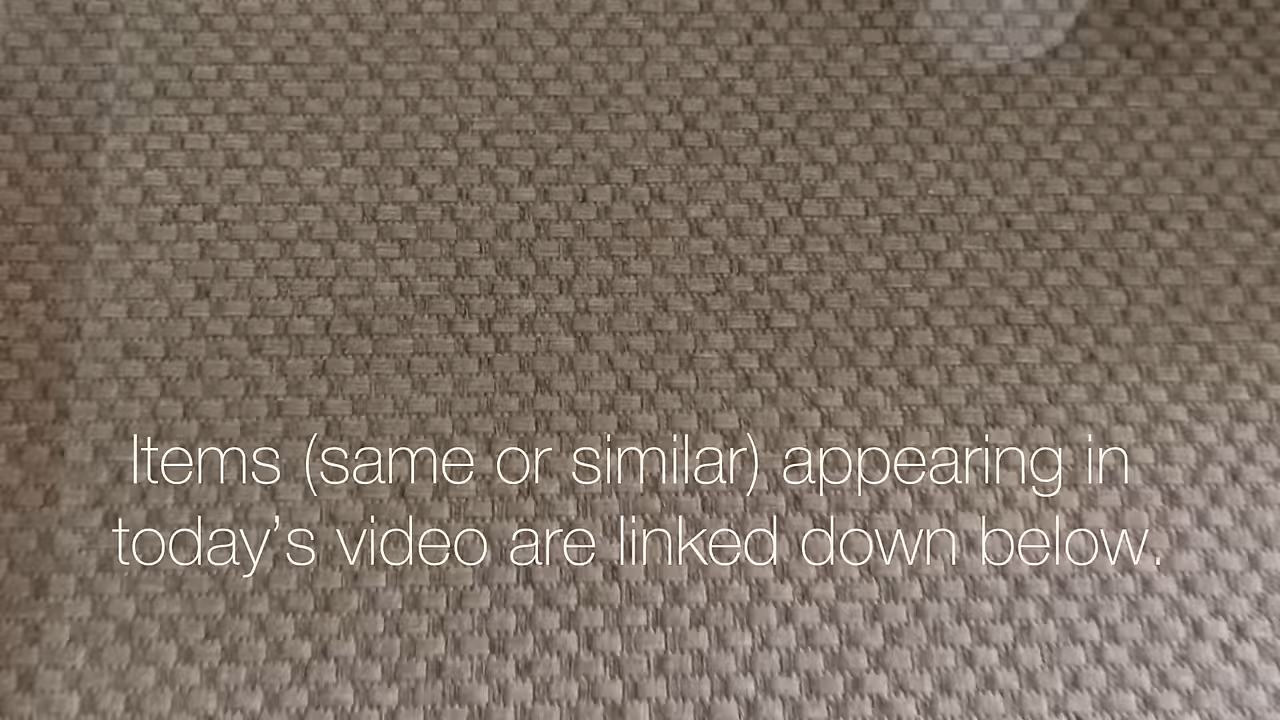 Items (same or similar) appearing in
today’s video are linked down below.